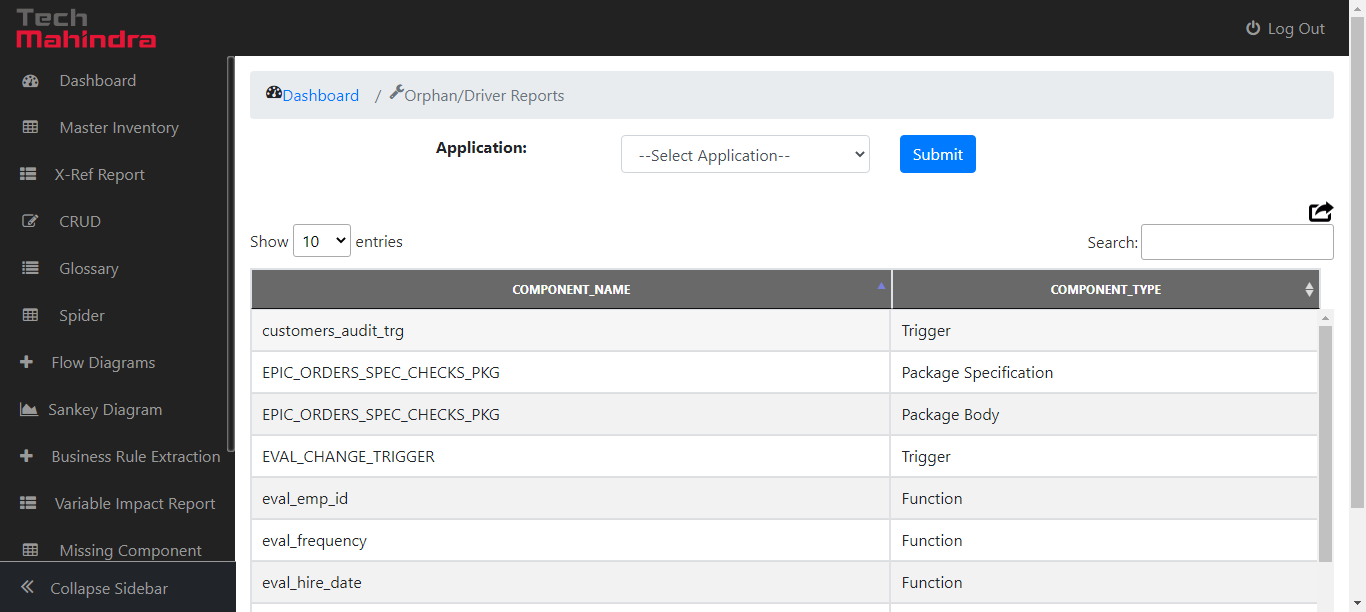 Tech
Mahindra
Log Out
Dashboard
Master Inventory
X-Ref Report
CRUD
Glossary
Spider
Flow Diagrams
Sankey Diagram
Business Rule Extraction
Variable Impact Report
Missing Component
Collapse Sidebar
Dashboard / Orphan/Driver Reports
Application: --Select Application-- Submit
Show 10 entries Search:
COMPONENT_NAME COMPONENT_TYPE
customers_audit_trg Trigger
EPIC_ORDERS_SPEC_CHECKS_PKG Package Specification
EPIC_ORDERS_SPEC_CHECKS_PKG Package Body
EVAL_CHANGE_TRIGGER Trigger
eval_emp_id Function
eval_frequency Function
eval_hire_date Function